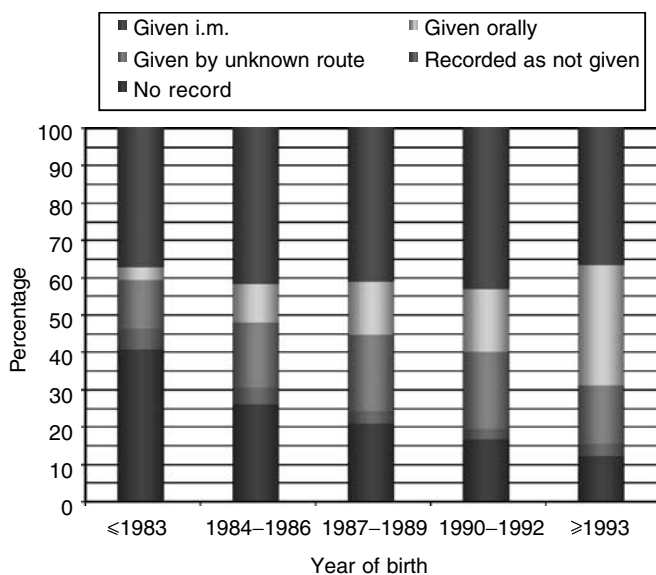 Given i.m. Given orally
Given by unknown route Recorded as not given
No record
100
90
80
70
60
50
40
30
20
10
0
Percentage
⩽1983 1984–1986 1987–1989 1990–1992 ⩾1993
Year of birth